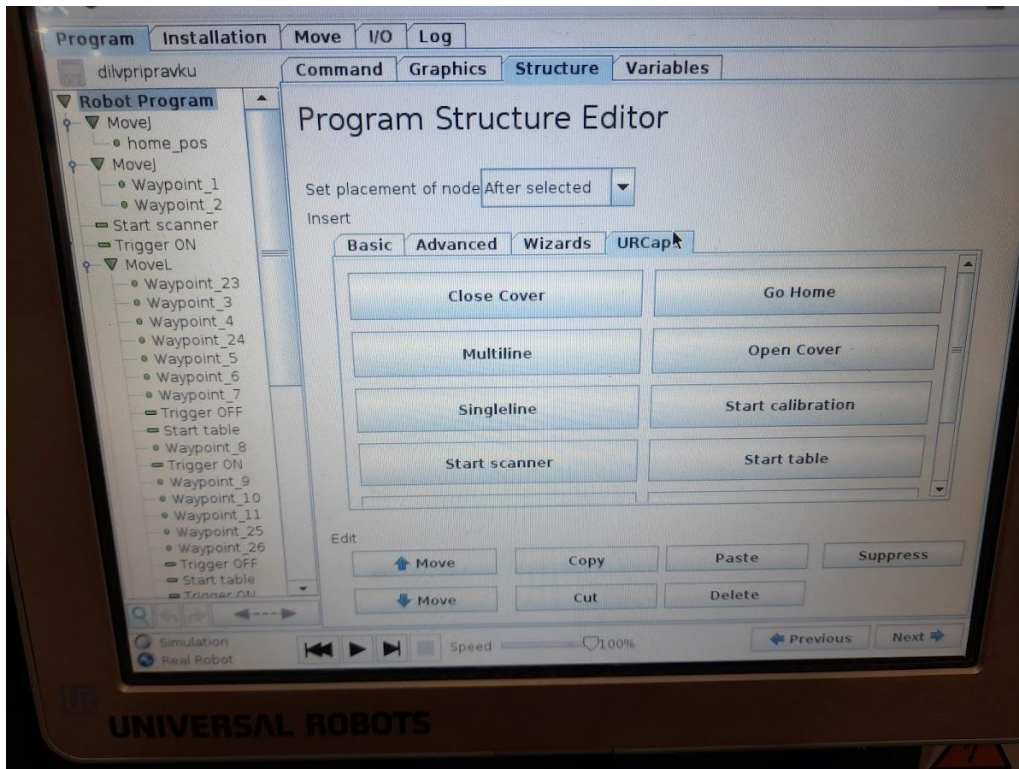 Program Installation Move I/O Log
dilvpripravku
Command Graphics Structure Variables
Robot Program
MoveJ
home_pos
MoveJ
Waypoint_1
Waypoint_2
Start scanner
Trigger ON
MoveL
Waypoint_23
Waypoint_3
Waypoint_4
Waypoint_24
Waypoint_5
Waypoint_6
Waypoint_7
Trigger OFF
Start table
Waypoint_8
Trigger ON
Waypoint_9
Waypoint_10
Waypoint_11
Waypoint_25
Waypoint_26
Trigger OFF
Start table
Trigger ON
Program Structure Editor
Set placement of node After selected
Insert
Basic Advanced Wizards URCaps
Close Cover Go Home
Multiline Open Cover
Singleline Start calibration
Start scanner Start table
Edit
Move Copy Paste Suppress
Move Cut Delete
Simulation
Real Robot
Speed 100%
Previous Next
UNIVERSAL ROBOTS